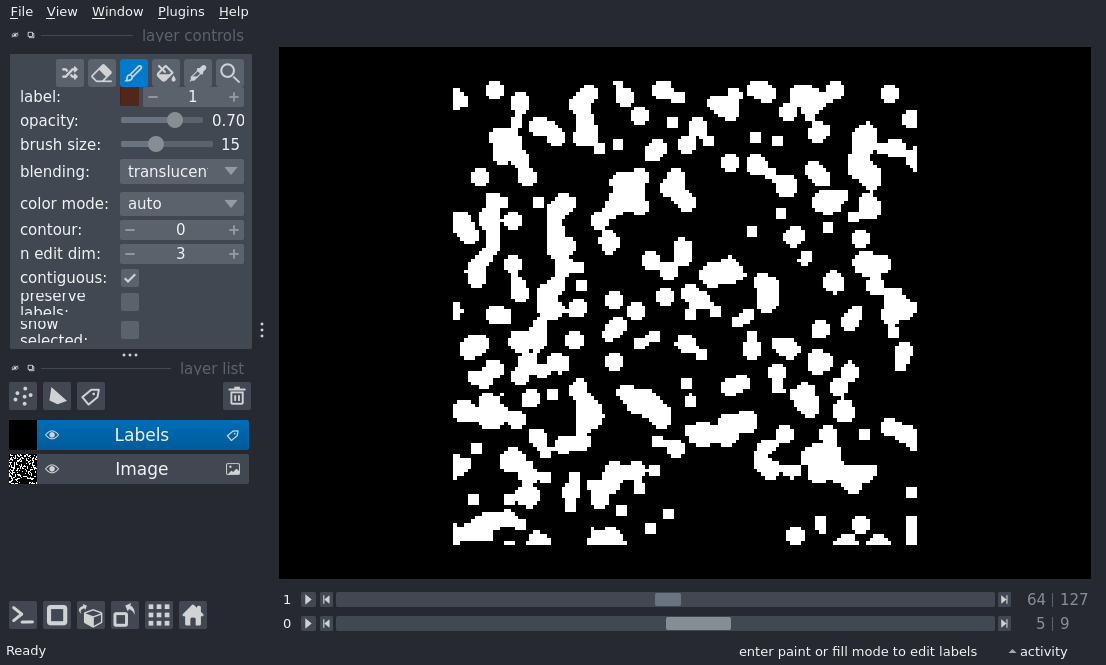 File View Window Plugins Help
layer controls
label: 1
opacity: 0.70
brush size: 15
blending: translucen
color mode: auto
contour: 0
n edit dim: 3
contiguous:
preserve
labels:
show
selected:
layer list
Labels
Image
1 64 | 127
0 5 | 9
Ready enter paint or fill mode to edit labels activity